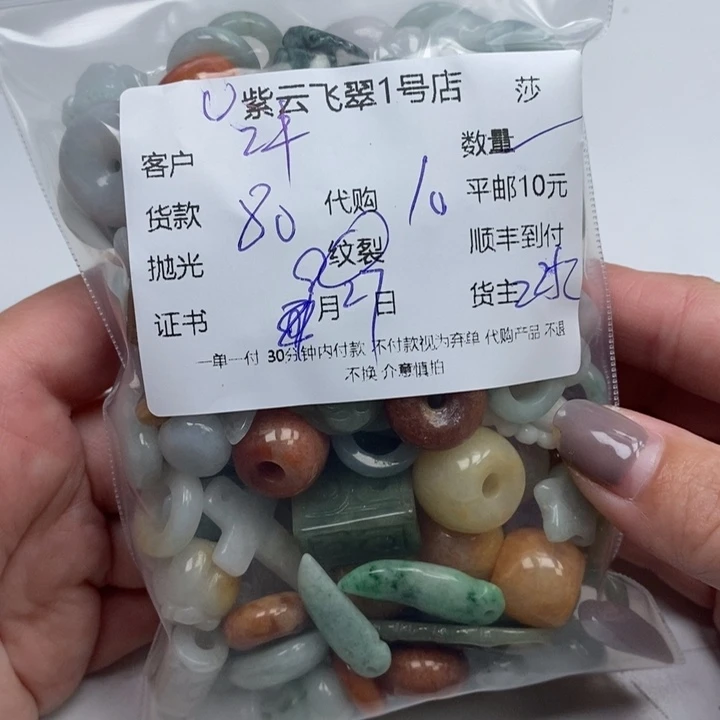 紫云飞翠1号店 莎
客户 数量
货款 80 代购 10 平邮10元
抛光 纹裂 顺丰到付
证书 月27日 货主
一单一付 30分钟内付款 不付款视为弃单 代购产品 不退
不换 介意慎拍